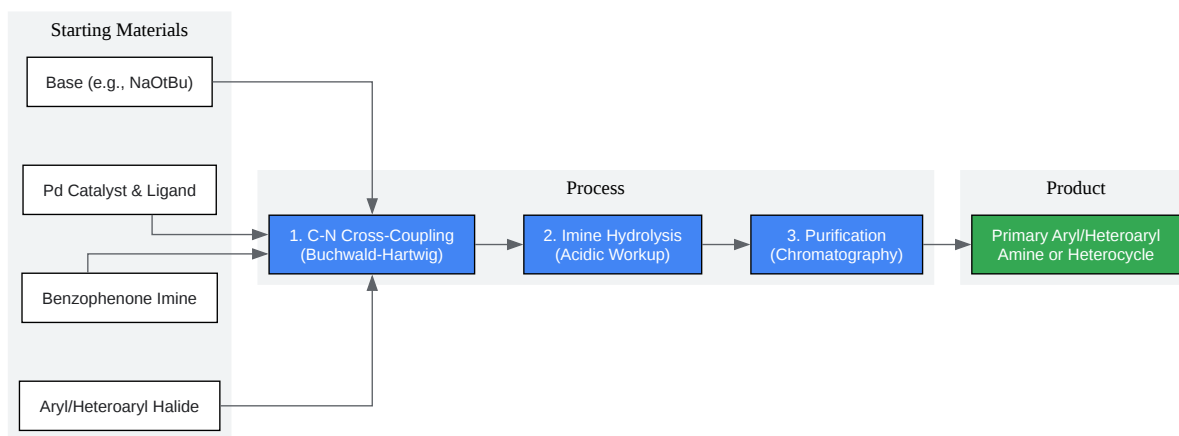 Starting Materials
Base (e.g., NaOtBu)
Pd Catalyst & Ligand
Benzophenone Imine
Aryl/Heteroaryl Halide
Process
1. C-N Cross-Coupling
(Buchwald-Hartwig)
2. Imine Hydrolysis
(Acidic Workup)
3. Purification
(Chromatography)
Product
Primary Aryl/Heteroaryl
Amine or Heterocycle